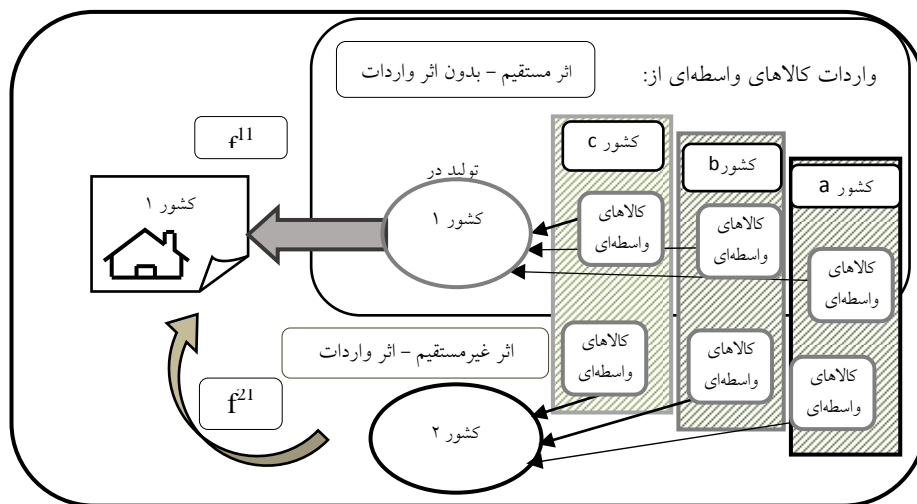 واردات کالاهای واسطه‌ای از:
اثر مستقیم – بدون اثر واردات
کشور c
کشورb
کشور a
f11
تولید در
کشور ۱
کشور ۱
کالاهای
واسطه‌ای
کالاهای
واسطه‌ای
کالاهای
واسطه‌ای
اثر غیرمستقیم – اثر واردات
کالاهای
واسطه‌ای
کالاهای
واسطه‌ای
کالاهای
واسطه‌ای
f21
کشور ۲